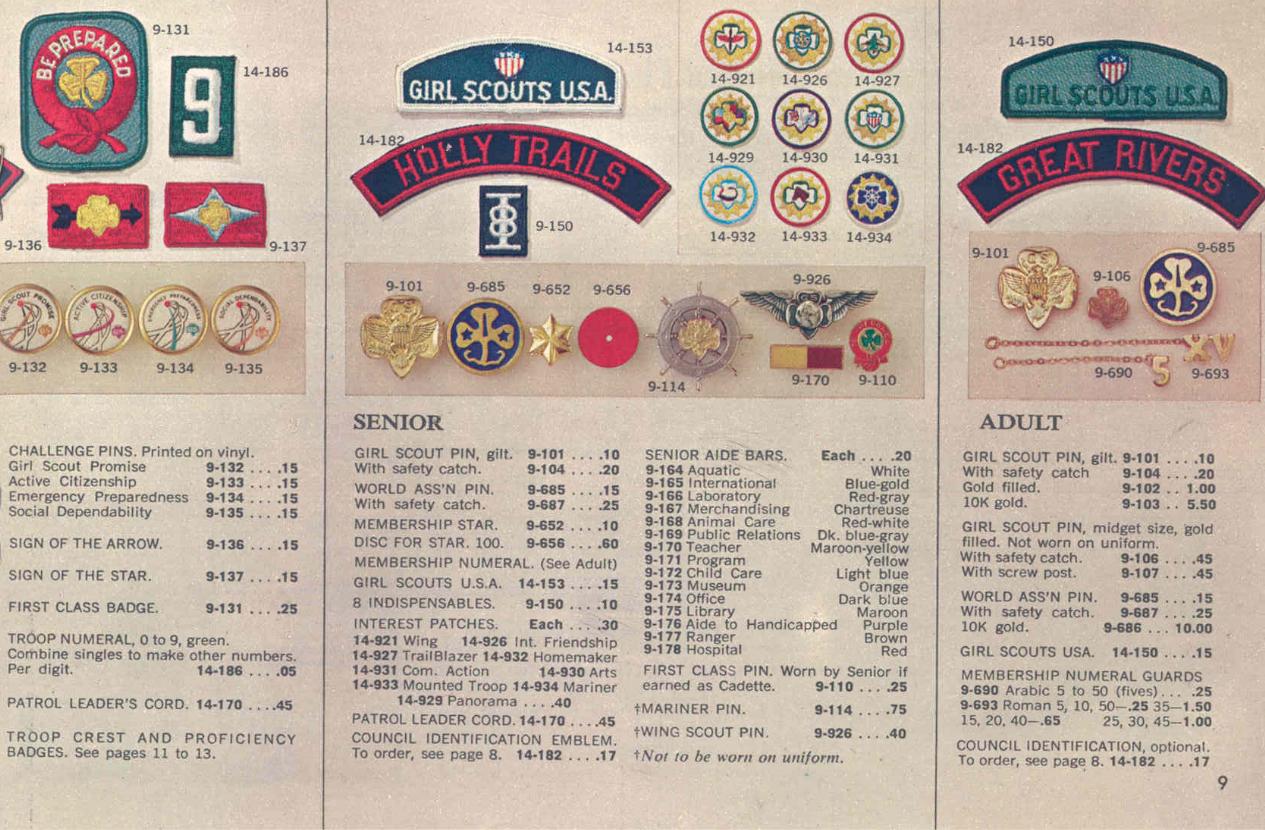 BE PREPARED
9-131
9
14-186
9-136
9-137
GIRL SCOUT PROMISE
ACTIVE CITIZENSHIP
EMERGENCY PREPAREDNESS
SOCIAL DEPENDABILITY
9-132
9-133
9-134
9-135
CHALLENGE PINS. Printed on vinyl.
Girl Scout Promise 9-132 . . . . .15
Active Citizenship 9-133 . . . . .15
Emergency Preparedness 9-134 . . . . .15
Social Dependability 9-135 . . . . .15
SIGN OF THE ARROW. 9-136 . . . . .15
SIGN OF THE STAR. 9-137 . . . . .15
FIRST CLASS BADGE. 9-131 . . . . .25
TROOP NUMERAL, 0 to 9, green.
Combine singles to make other numbers.
Per digit. 14-186 . . . . .05
PATROL LEADER'S CORD. 14-170 . . . . .45
TROOP CREST AND PROFICIENCY
BADGES. See pages 11 to 13.
14-153
GIRL SCOUTS U.S.A.
14-182
HOLLY TRAILS
9-150
14-921
14-926
14-927
14-929
14-930
14-931
14-932
14-933
14-934
9-101
9-685
9-652
9-656
9-114
9-926
9-170
9-110
SENIOR
GIRL SCOUT PIN, gilt. 9-101 . . . . .10
With safety catch. 9-104 . . . . .20
WORLD ASS'N PIN. 9-685 . . . .15
With safety catch. 9-687 . . . .25
MEMBERSHIP STAR. 9-652 . . . . .10
DISC FOR STAR. 100. 9-656 . . . . .60
MEMBERSHIP NUMERAL. (See Adult)
GIRL SCOUTS U.S.A. 14-153 . . . . .15
8 INDISPENSABLES. 9-150 . . . . .10
INTEREST PATCHES. Each . . . . .30
14-921 Wing 14-926 Int. Friendship
14-927 TrailBlazer 14-932 Homemaker
14-931 Com. Action 14-930 Arts
14-933 Mounted Troop 14-934 Mariner
14-929 Panorama . . . . .40
PATROL LEADER CORD. 14-170 . . . . .45
COUNCIL IDENTIFICATION EMBLEM.
To order, see page 8. 14-182 . . . . .17
SENIOR AIDE BARS. Each . . . . .20
9-164 Aquatic White
9-165 International Blue-gold
9-166 Laboratory Red-gray
9-167 Merchandising Chartreuse
9-168 Animal Care Red-white
9-169 Public Relations Dk. blue-gray
9-170 Teacher Maroon-yellow
9-171 Program Yellow
9-172 Child Care Light blue
9-173 Museum Orange
9-174 Office Dark blue
9-175 Library Maroon
9-176 Aide to Handicapped Purple
9-177 Ranger Brown
9-178 Hospital Red
FIRST CLASS PIN. Worn by Senior if
earned as Cadette. 9-110 . . . . .25
†MARINER PIN. 9-114 . . . . .75
†WING SCOUT PIN. 9-926 . . . . .40
†Not to be worn on uniform.
14-150
GIRL SCOUTS U.S.A.
14-182
GREAT RIVERS
9-101
GS
9-106
9-685
XV
5
9-690
9-693
ADULT
GIRL SCOUT PIN, gilt. 9-101 . . . . .10
With safety catch 9-104 . . . . .20
Gold filled. 9-102 . . 1.00
10K gold. 9-103 . . 5.50
GIRL SCOUT PIN, midget size, gold
filled. Not worn on uniform.
With safety catch. 9-106 . . . . .45
With screw post. 9-107 . . . . .45
WORLD ASS'N PIN. 9-685 . . . . .15
With safety catch. 9-687 . . . . .25
10K gold. 9-686 . . . 10.00
GIRL SCOUTS USA. 14-150 . . . . .15
MEMBERSHIP NUMERAL GUARDS
9-690 Arabic 5 to 50 (fives) . . . .25
9-693 Roman 5, 10, 50—.25 35—1.50
15, 20, 40—.65 25, 30, 45—1.00
COUNCIL IDENTIFICATION, optional.
To order, see page 8. 14-182 . . . . .17
9